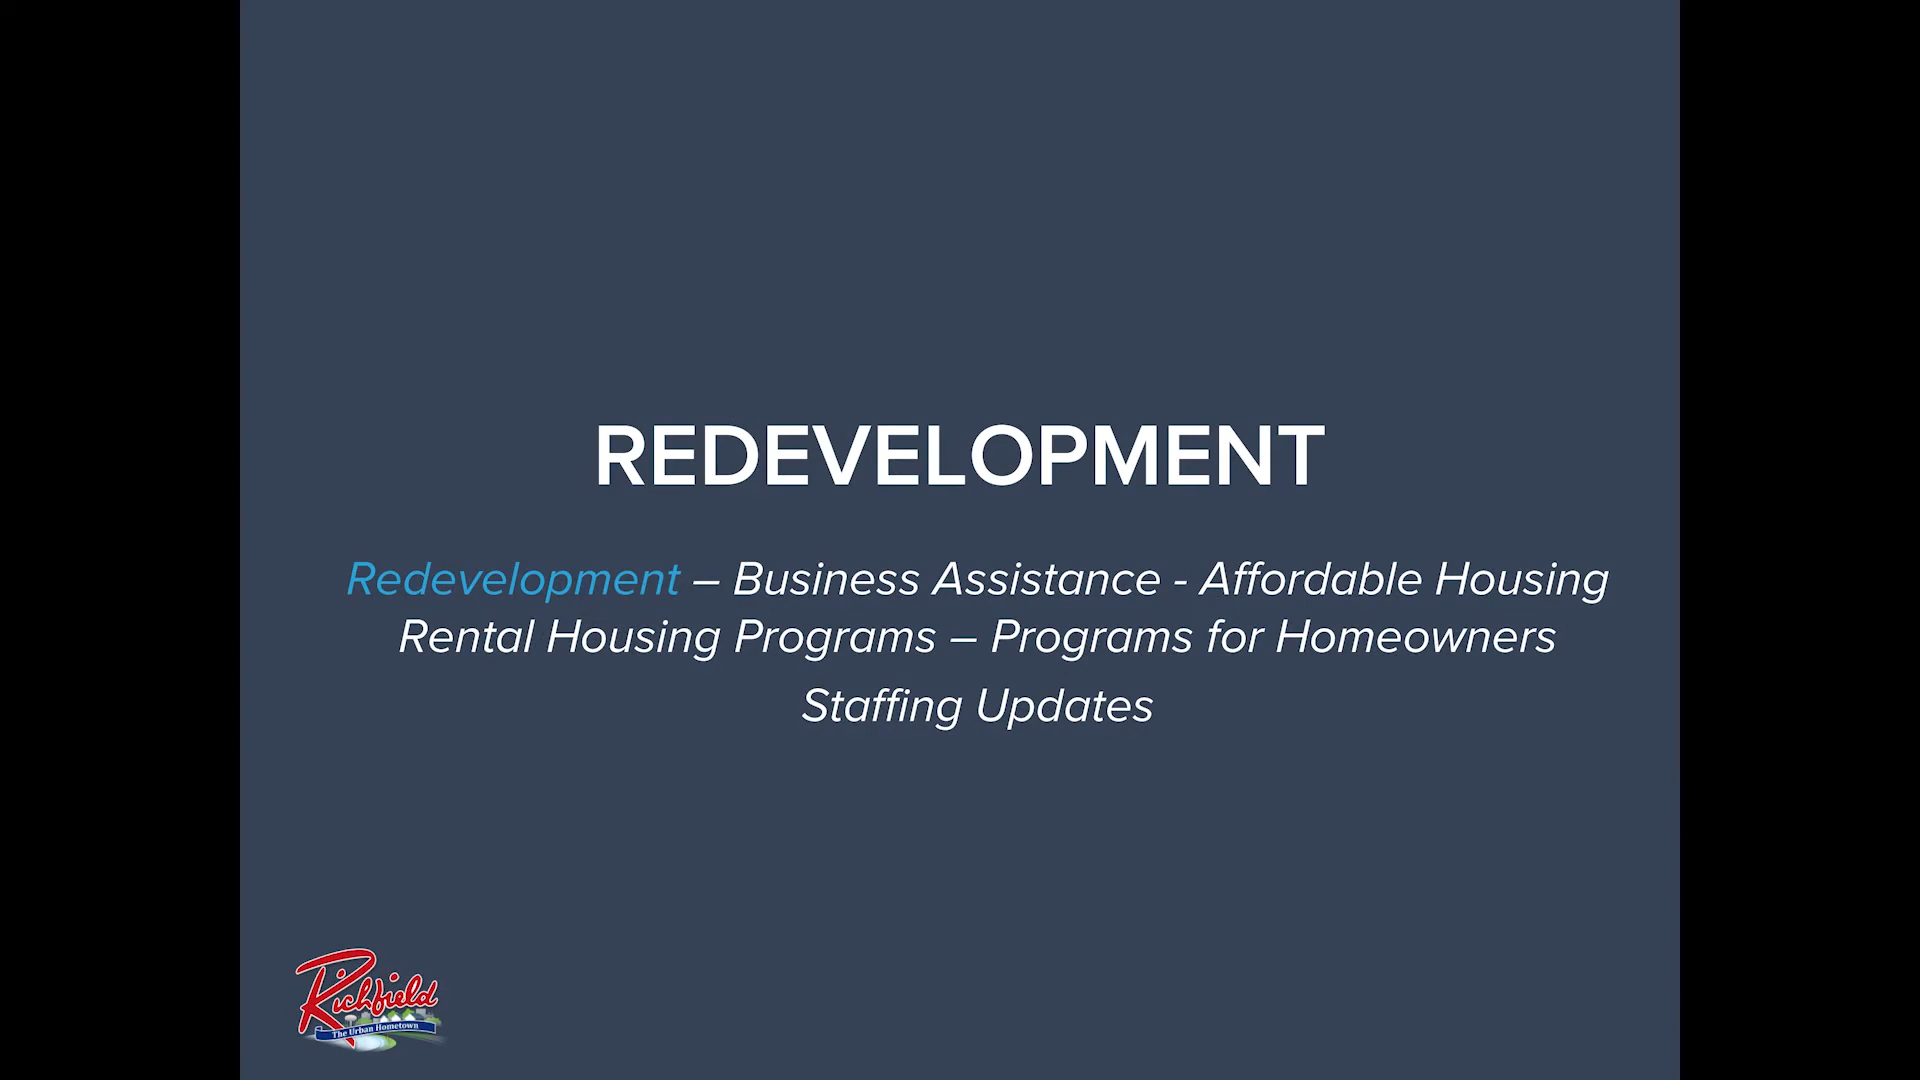 REDEVELOPMENT
Redevelopment – Business Assistance - Affordable Housing
Rental Housing Programs – Programs for Homeowners
Staffing Updates
Richfield
The Urban Hometown